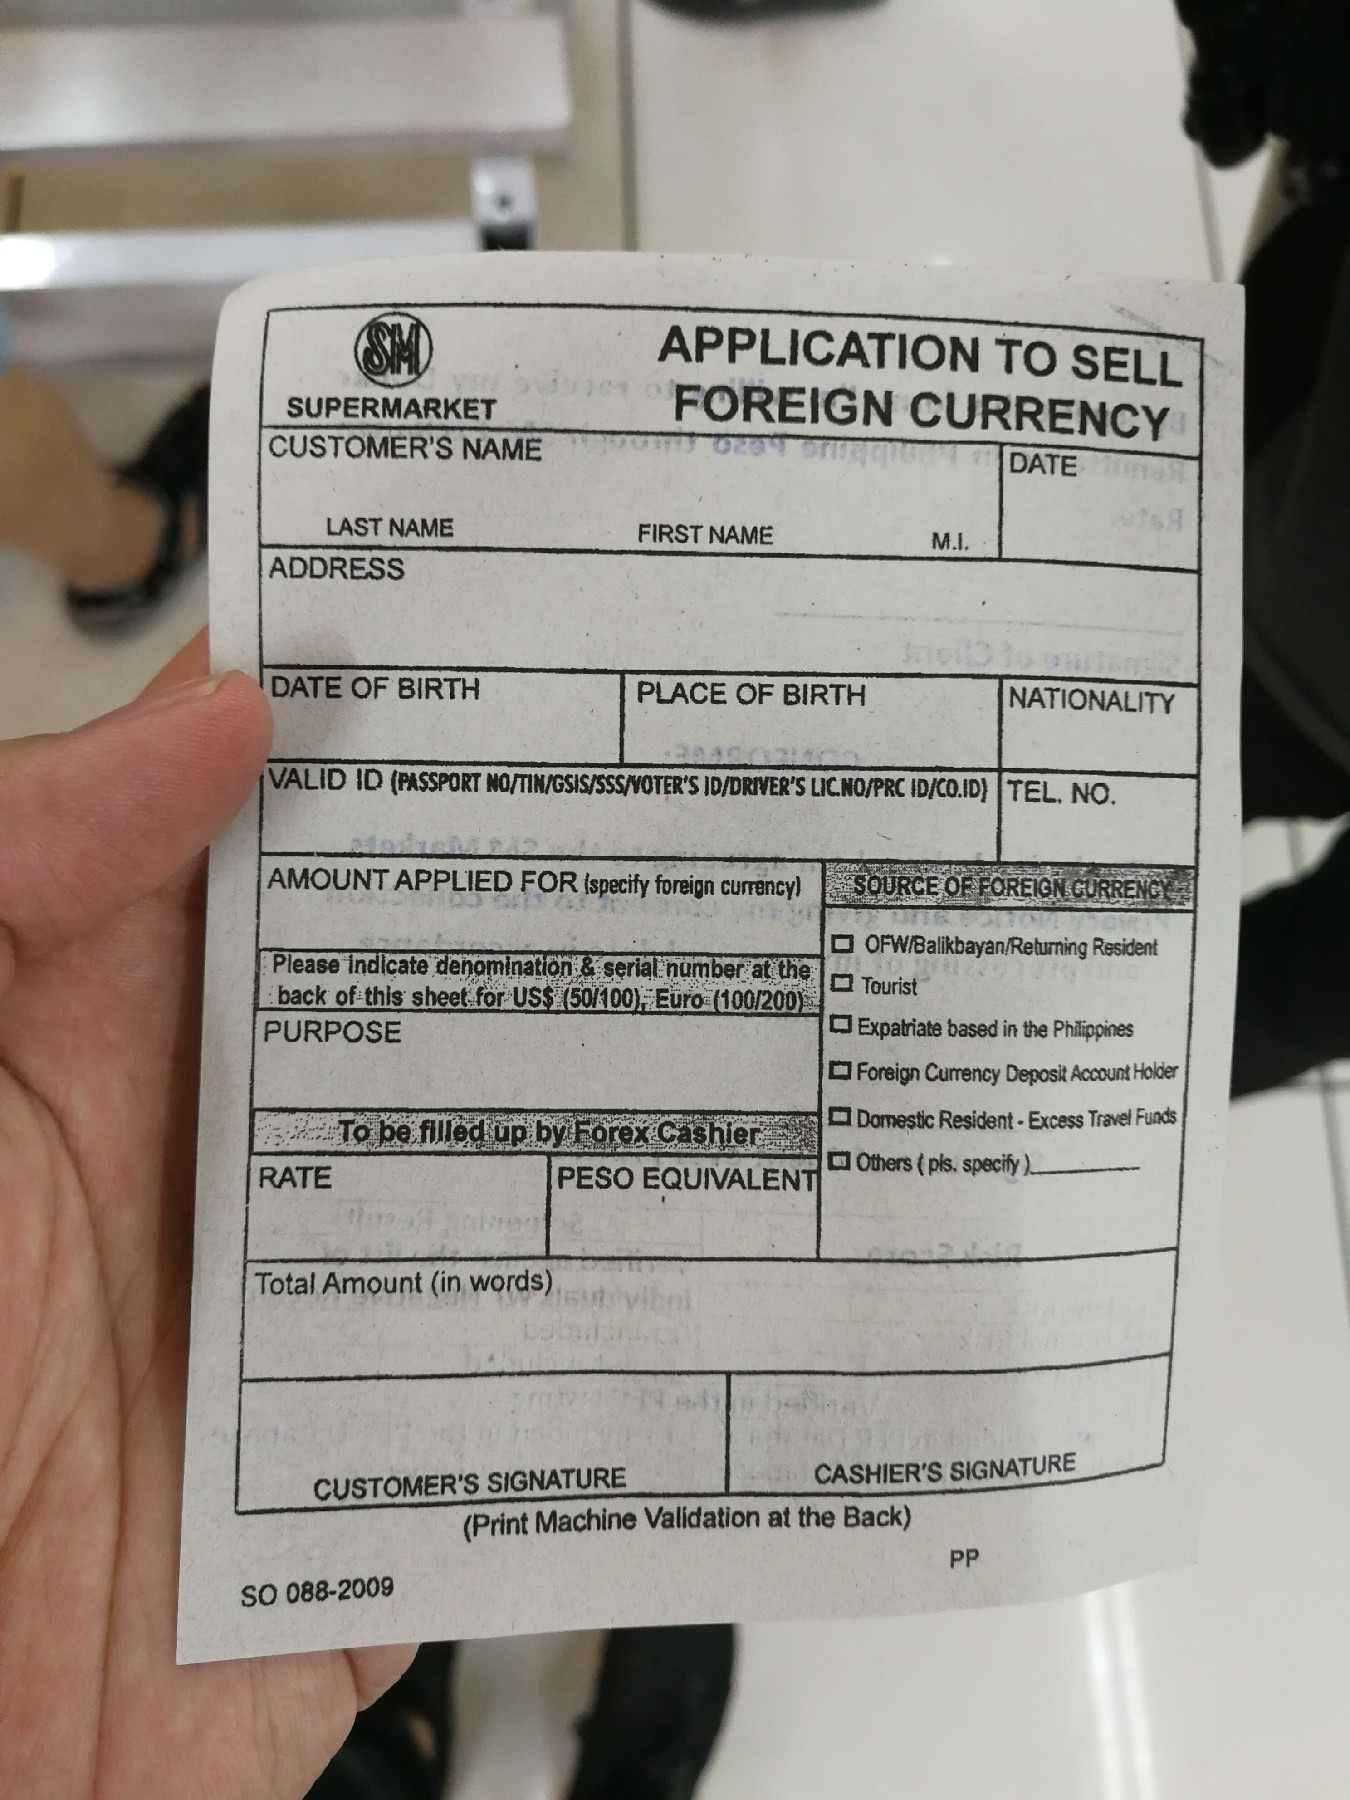 SM
SUPERMARKET
APPLICATION TO SELL
FOREIGN CURRENCY
CUSTOMER'S NAME
DATE
LAST NAME FIRST NAME M.I.
ADDRESS
DATE OF BIRTH
PLACE OF BIRTH
NATIONALITY
VALID ID (PASSPORT NO/TIN/GSIS/SSS/VOTER'S ID/DRIVER'S LIC.NO/PRC ID/CO.ID)
TEL. NO.
AMOUNT APPLIED FOR (specify foreign currency)
Please indicate denomination & serial number at the
back of this sheet for US$ (50/100), Euro (100/200)
PURPOSE
To be filled up by Forex Cashier
RATE
PESO EQUIVALENT
SOURCE OF FOREIGN CURRENCY
OFW/Balikbayan/Returning Resident
Tourist
Expatriate based in the Philippines
Foreign Currency Deposit Account Holder
Domestic Resident - Excess Travel Funds
Others ( pls. specify )
Total Amount (in words)
CUSTOMER'S SIGNATURE
CASHIER'S SIGNATURE
(Print Machine Validation at the Back)
PP
SO 088-2009